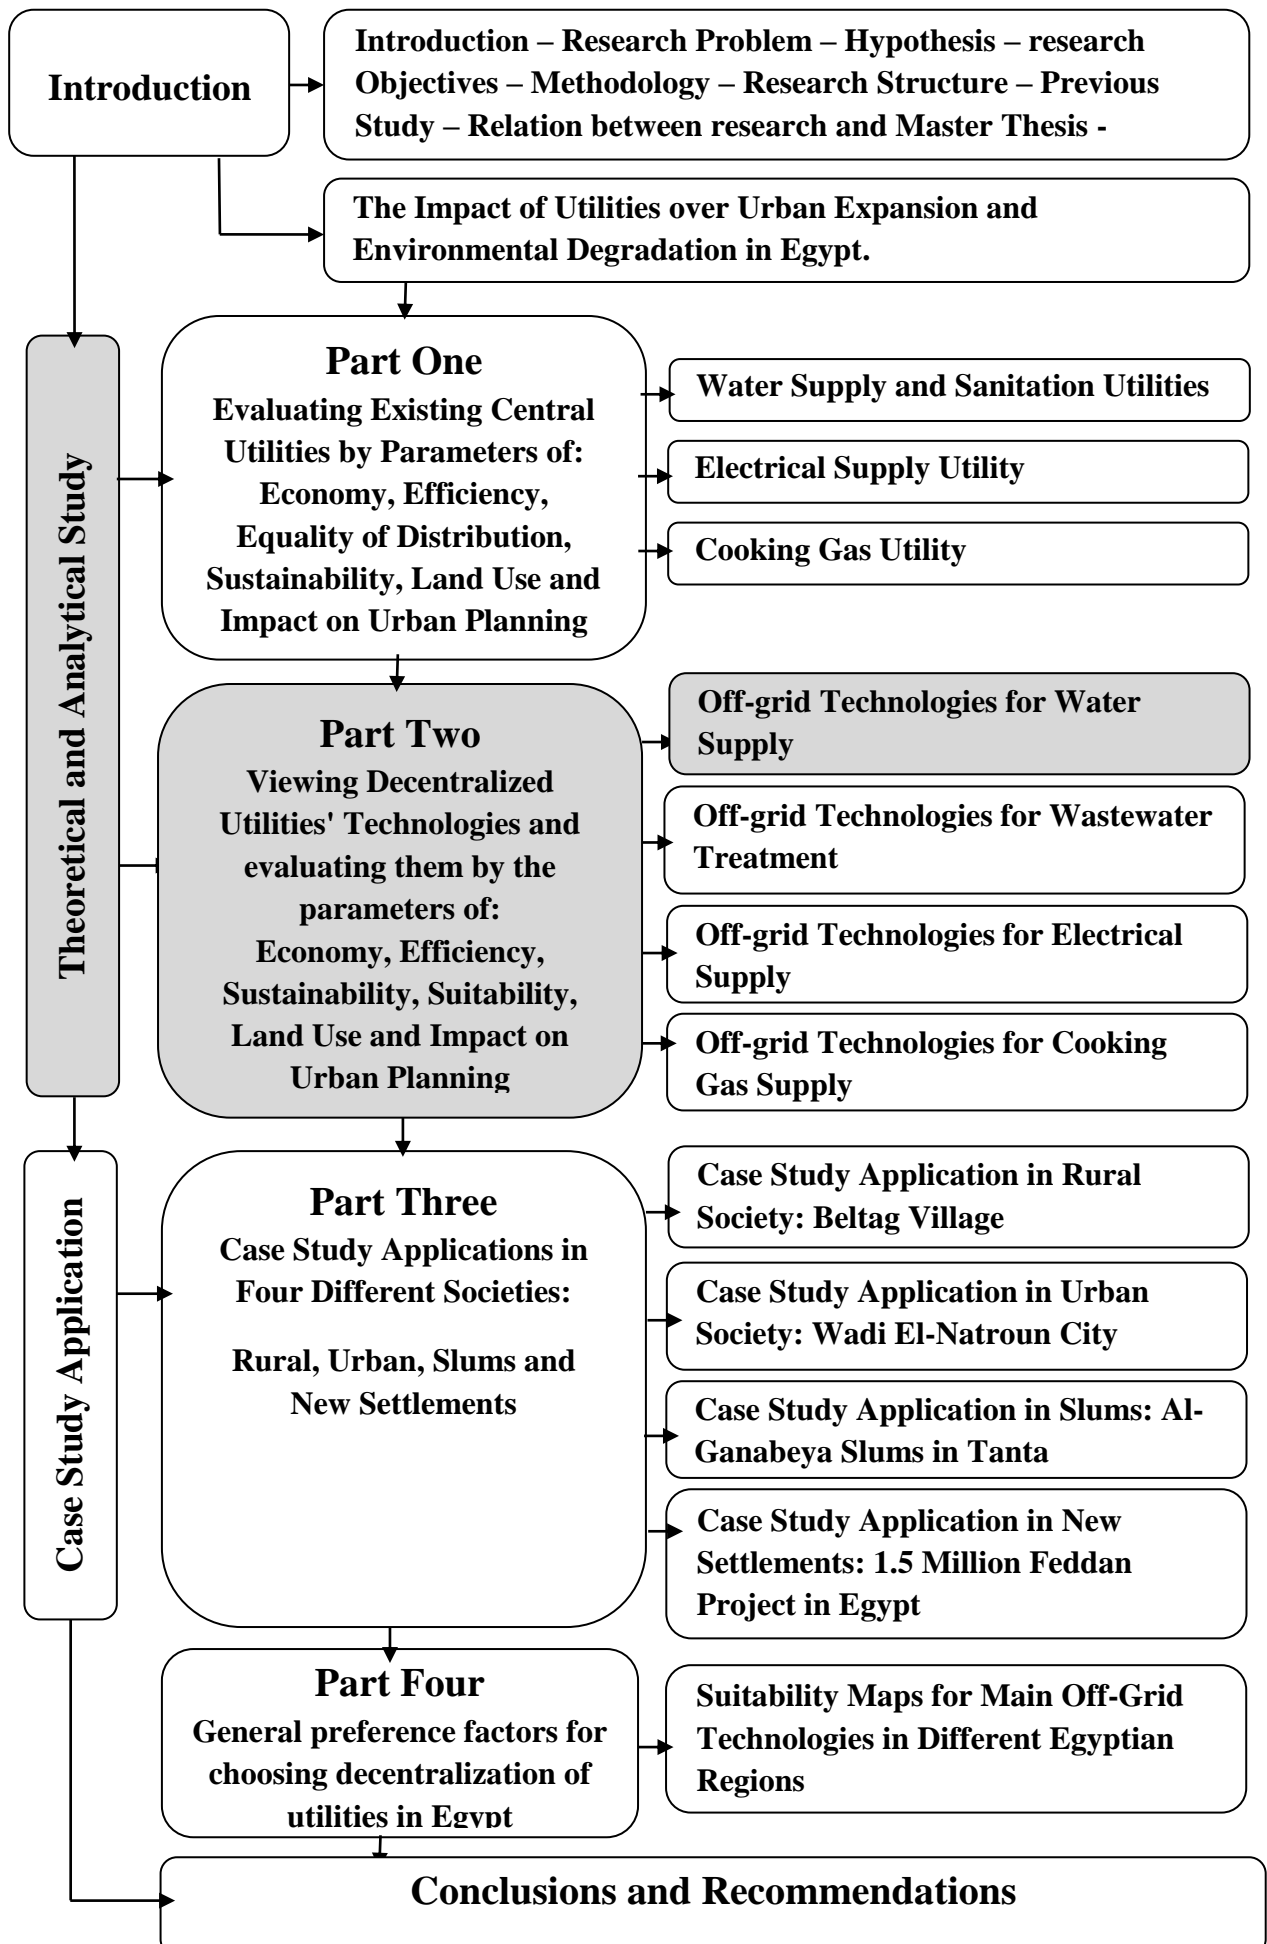 Introduction
Introduction – Research Problem – Hypothesis – research
Objectives – Methodology – Research Structure – Previous
Study – Relation between research and Master Thesis -
The Impact of Utilities over Urban Expansion and
Environmental Degradation in Egypt.
Theoretical and Analytical Study
Part One
Evaluating Existing Central
Utilities by Parameters of:
Economy, Efficiency,
Equality of Distribution,
Sustainability, Land Use and
Impact on Urban Planning
Water Supply and Sanitation Utilities
Electrical Supply Utility
Cooking Gas Utility
Part Two
Viewing Decentralized
Utilities' Technologies and
evaluating them by the
parameters of:
Economy, Efficiency,
Sustainability, Suitability,
Land Use and Impact on
Urban Planning
Off-grid Technologies for Water
Supply
Off-grid Technologies for Wastewater
Treatment
Off-grid Technologies for Electrical
Supply
Off-grid Technologies for Cooking
Gas Supply
Case Study Application
Part Three
Case Study Applications in
Four Different Societies:
Rural, Urban, Slums and
New Settlements
Case Study Application in Rural
Society: Beltag Village
Case Study Application in Urban
Society: Wadi El-Natroun City
Case Study Application in Slums: Al-
Ganabeya Slums in Tanta
Case Study Application in New
Settlements: 1.5 Million Feddan
Project in Egypt
Part Four
General preference factors for
choosing decentralization of
utilities in Egypt
Suitability Maps for Main Off-Grid
Technologies in Different Egyptian
Regions
Conclusions and Recommendations